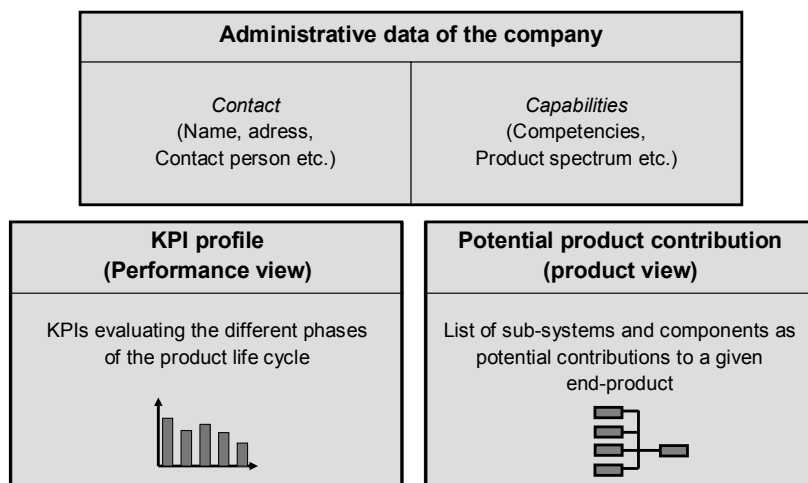 Administrative data of the company
Contact
(Name, adress,
Contact person etc.)
Capabilities
(Competencies,
Product spectrum etc.)
KPI profile
(Performance view)
KPIs evaluating the different phases
of the product life cycle
Potential product contribution
(product view)
List of sub-systems and components as
potential contributions to a given
end-product